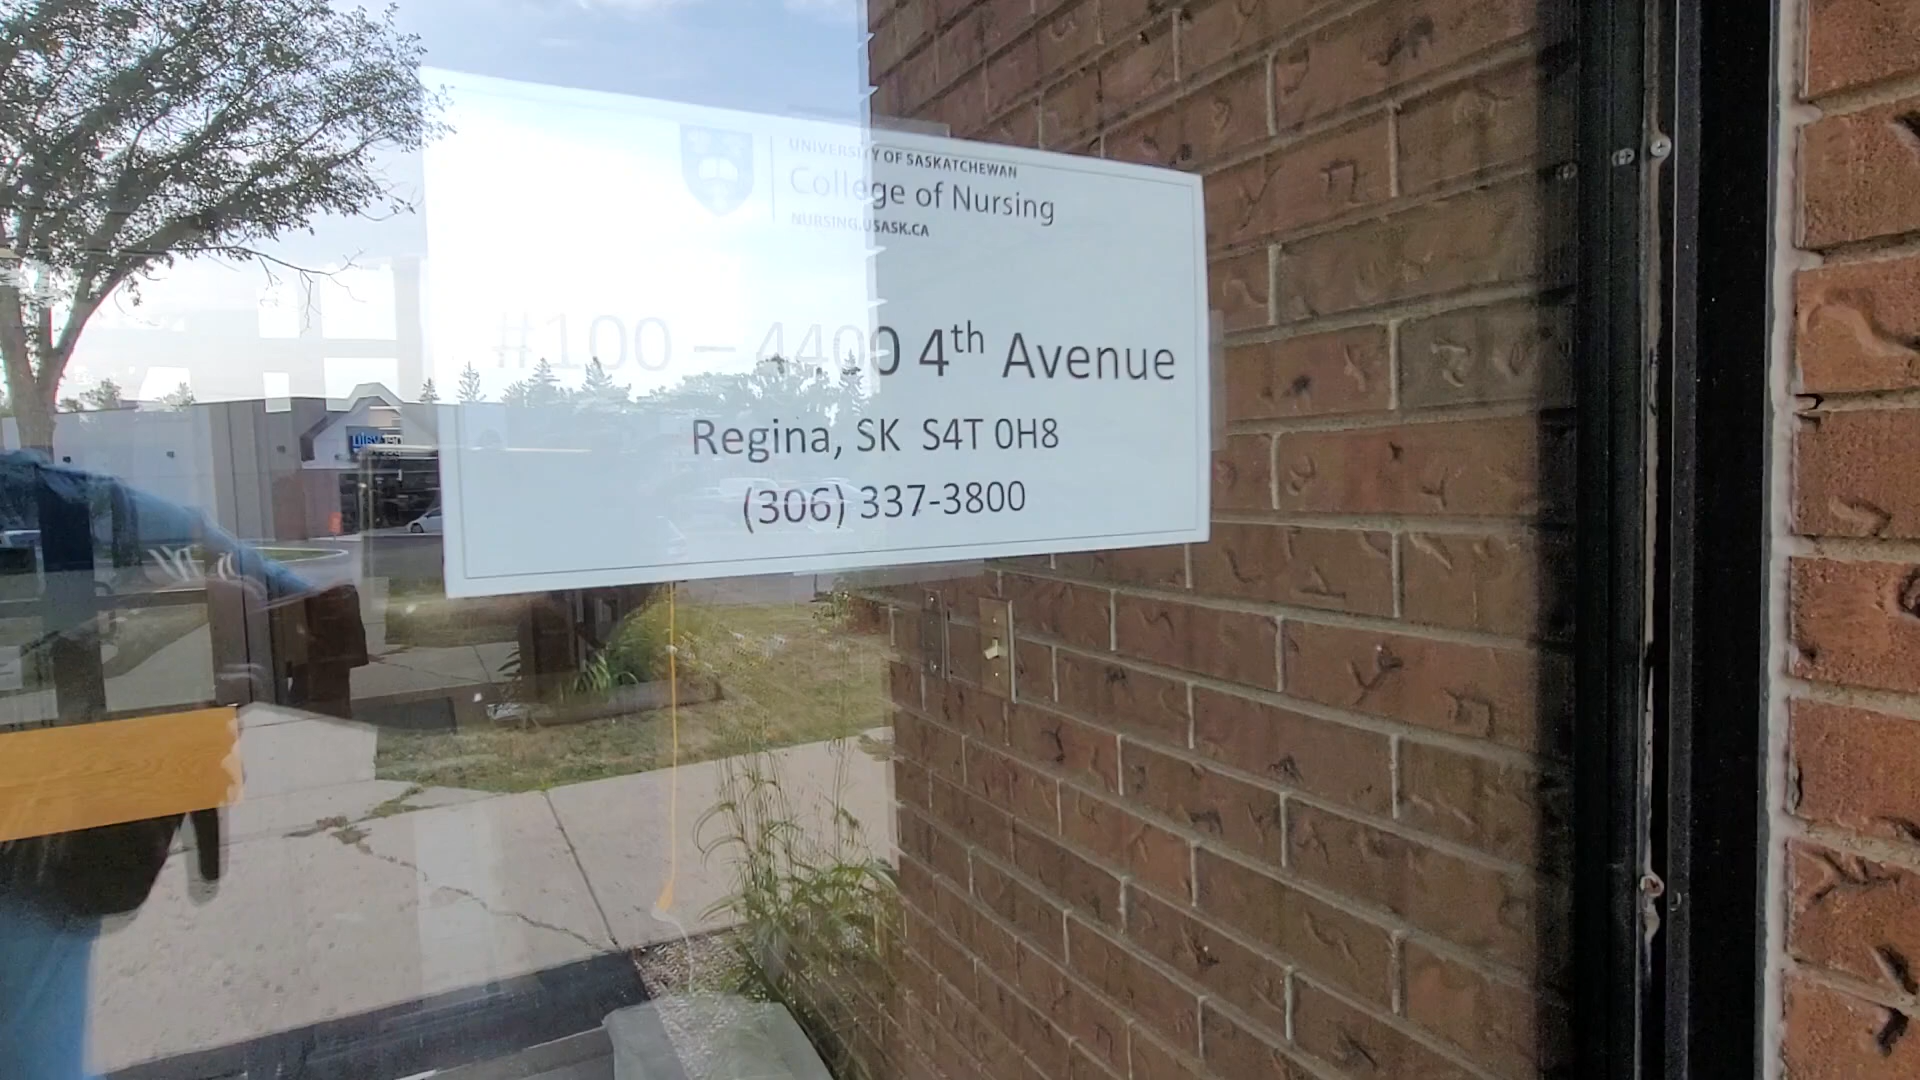 UNIVERSITY OF SASKATCHEWAN
College of Nursing
NURSING.USASK.CA
#100 – 4400 4th Avenue
Regina, SK S4T 0H8
(306) 337-3800